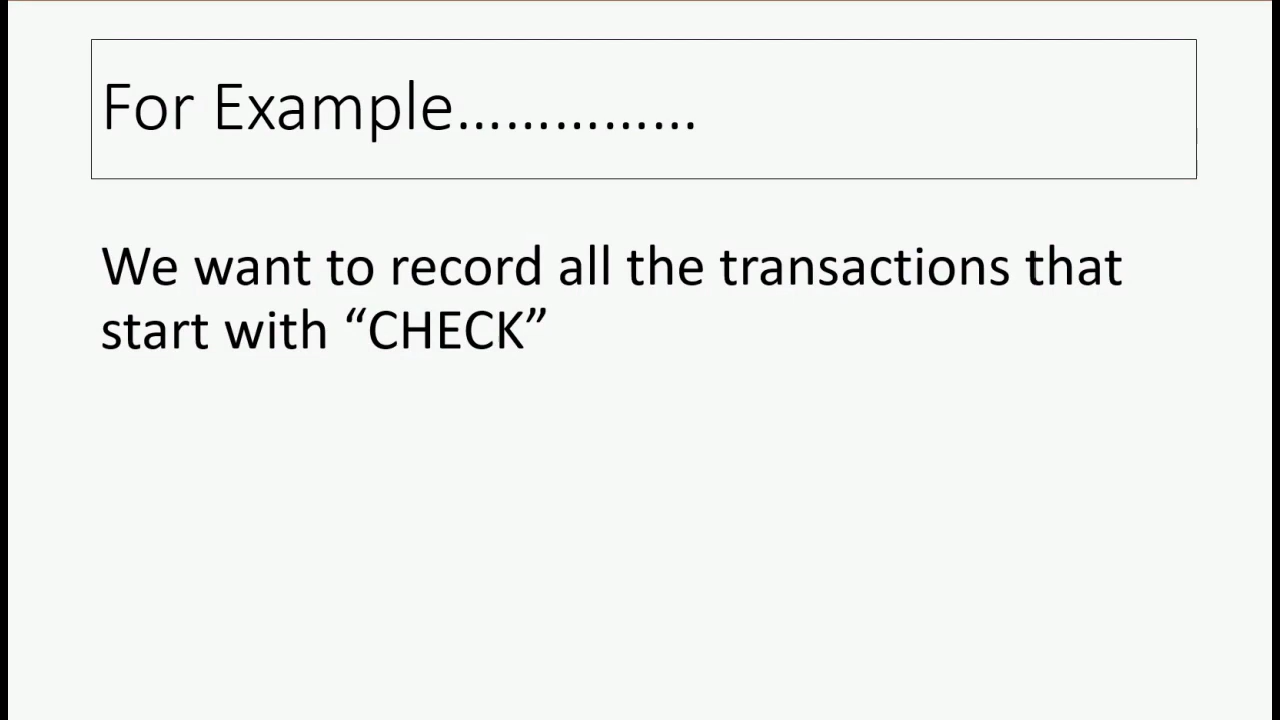 For Example……………
We want to record all the transactions that
start with “CHECK”